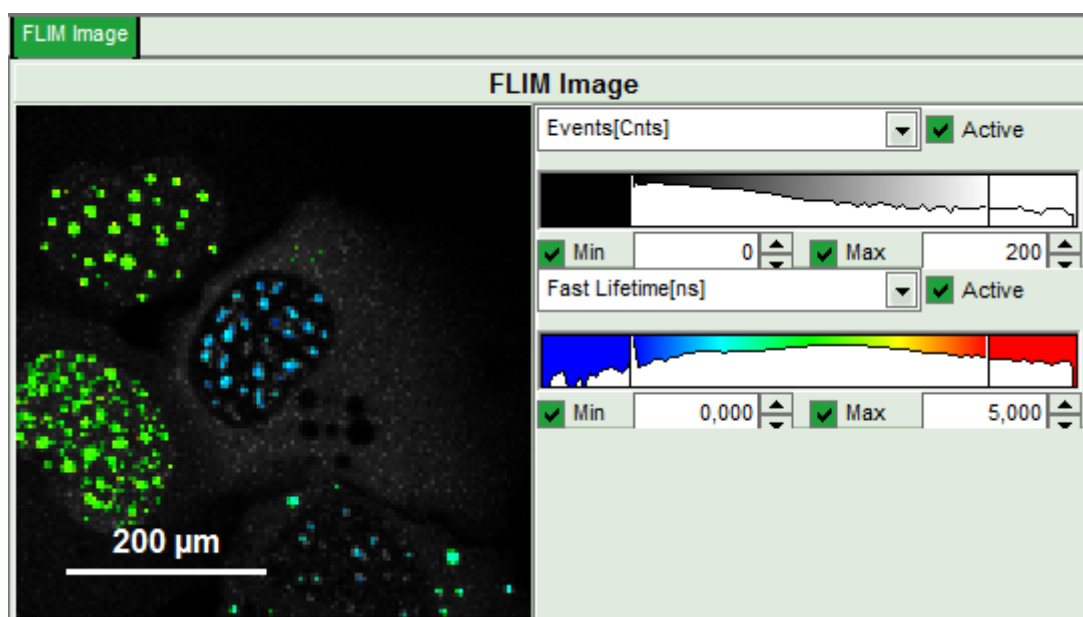 FLIM Image
FLIM Image
Events[Cnts] Active
Min 0 Max 200
Fast Lifetime[ns] Active
Min 0,000 Max 5,000
200 µm